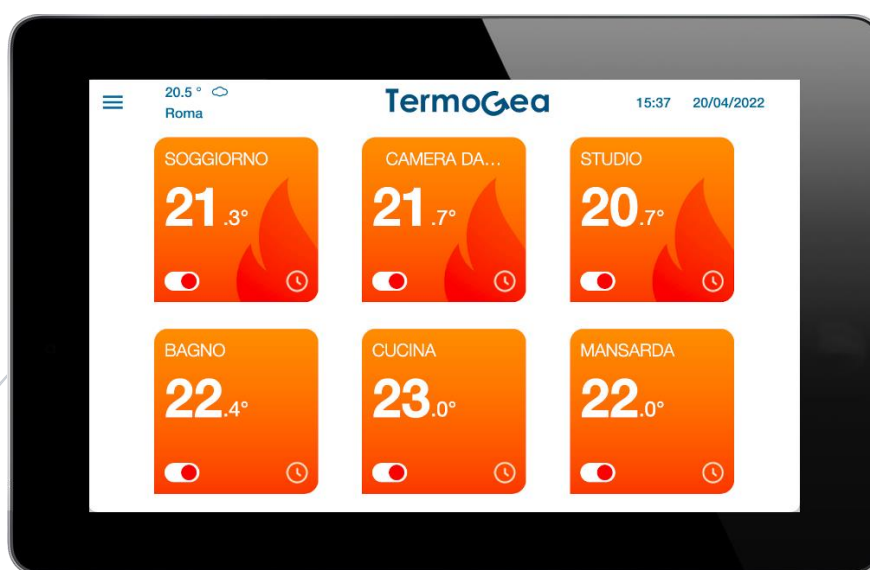 20.5 °
Roma
TermoGea
15:37 20/04/2022
SOGGIORNO
21.3°
CAMERA DA...
21.7°
STUDIO
20.7°
BAGNO
22.4°
CUCINA
23.0°
MANSARDA
22.0°